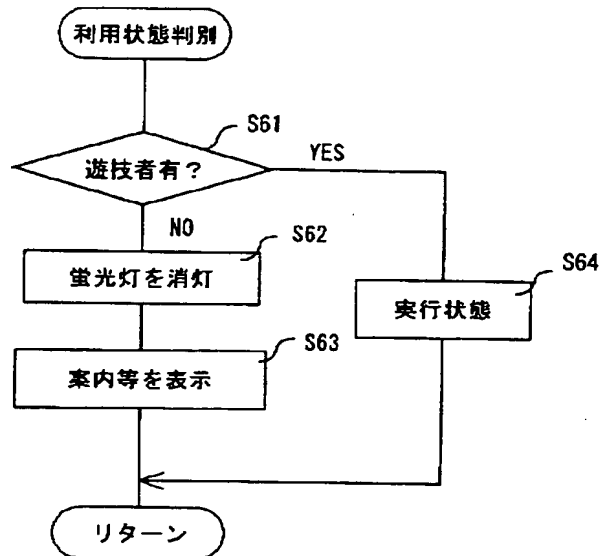 利用状態判別
S61
遊技者有？
YES
NO
S62
蛍光灯を消灯
S64
実行状態
S63
案内等を表示
リターン